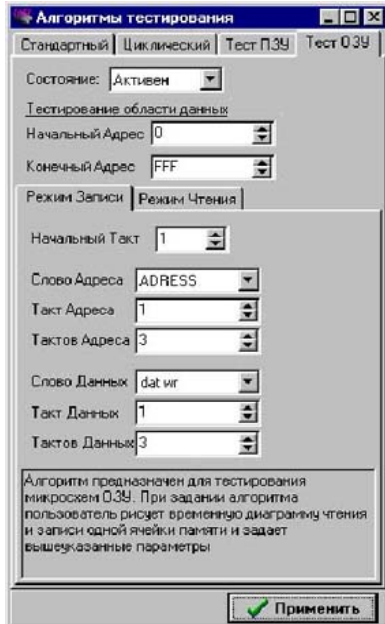 Алгоритмы тестирования
Стандартный Циклический Тест ПЗУ Тест ОЗУ
Состояние: Активен
Тестирование области данных
Начальный Адрес 0
Конечный Адрес FFF
Режим Записи Режим Чтения
Начальный Такт 1
Слово Адреса ADRESS
Такт Адреса 1
Тактов Адреса 3
Слово Данных dat wr
Такт Данных 1
Тактов Данных 3
Алгоритм предназначен для тестирования
микросхем ОЗУ. При задании алгоритма
пользователь рисует временную диаграмму чтения
и записи одной ячейки памяти и задает
вышеуказанные параметры
Применить